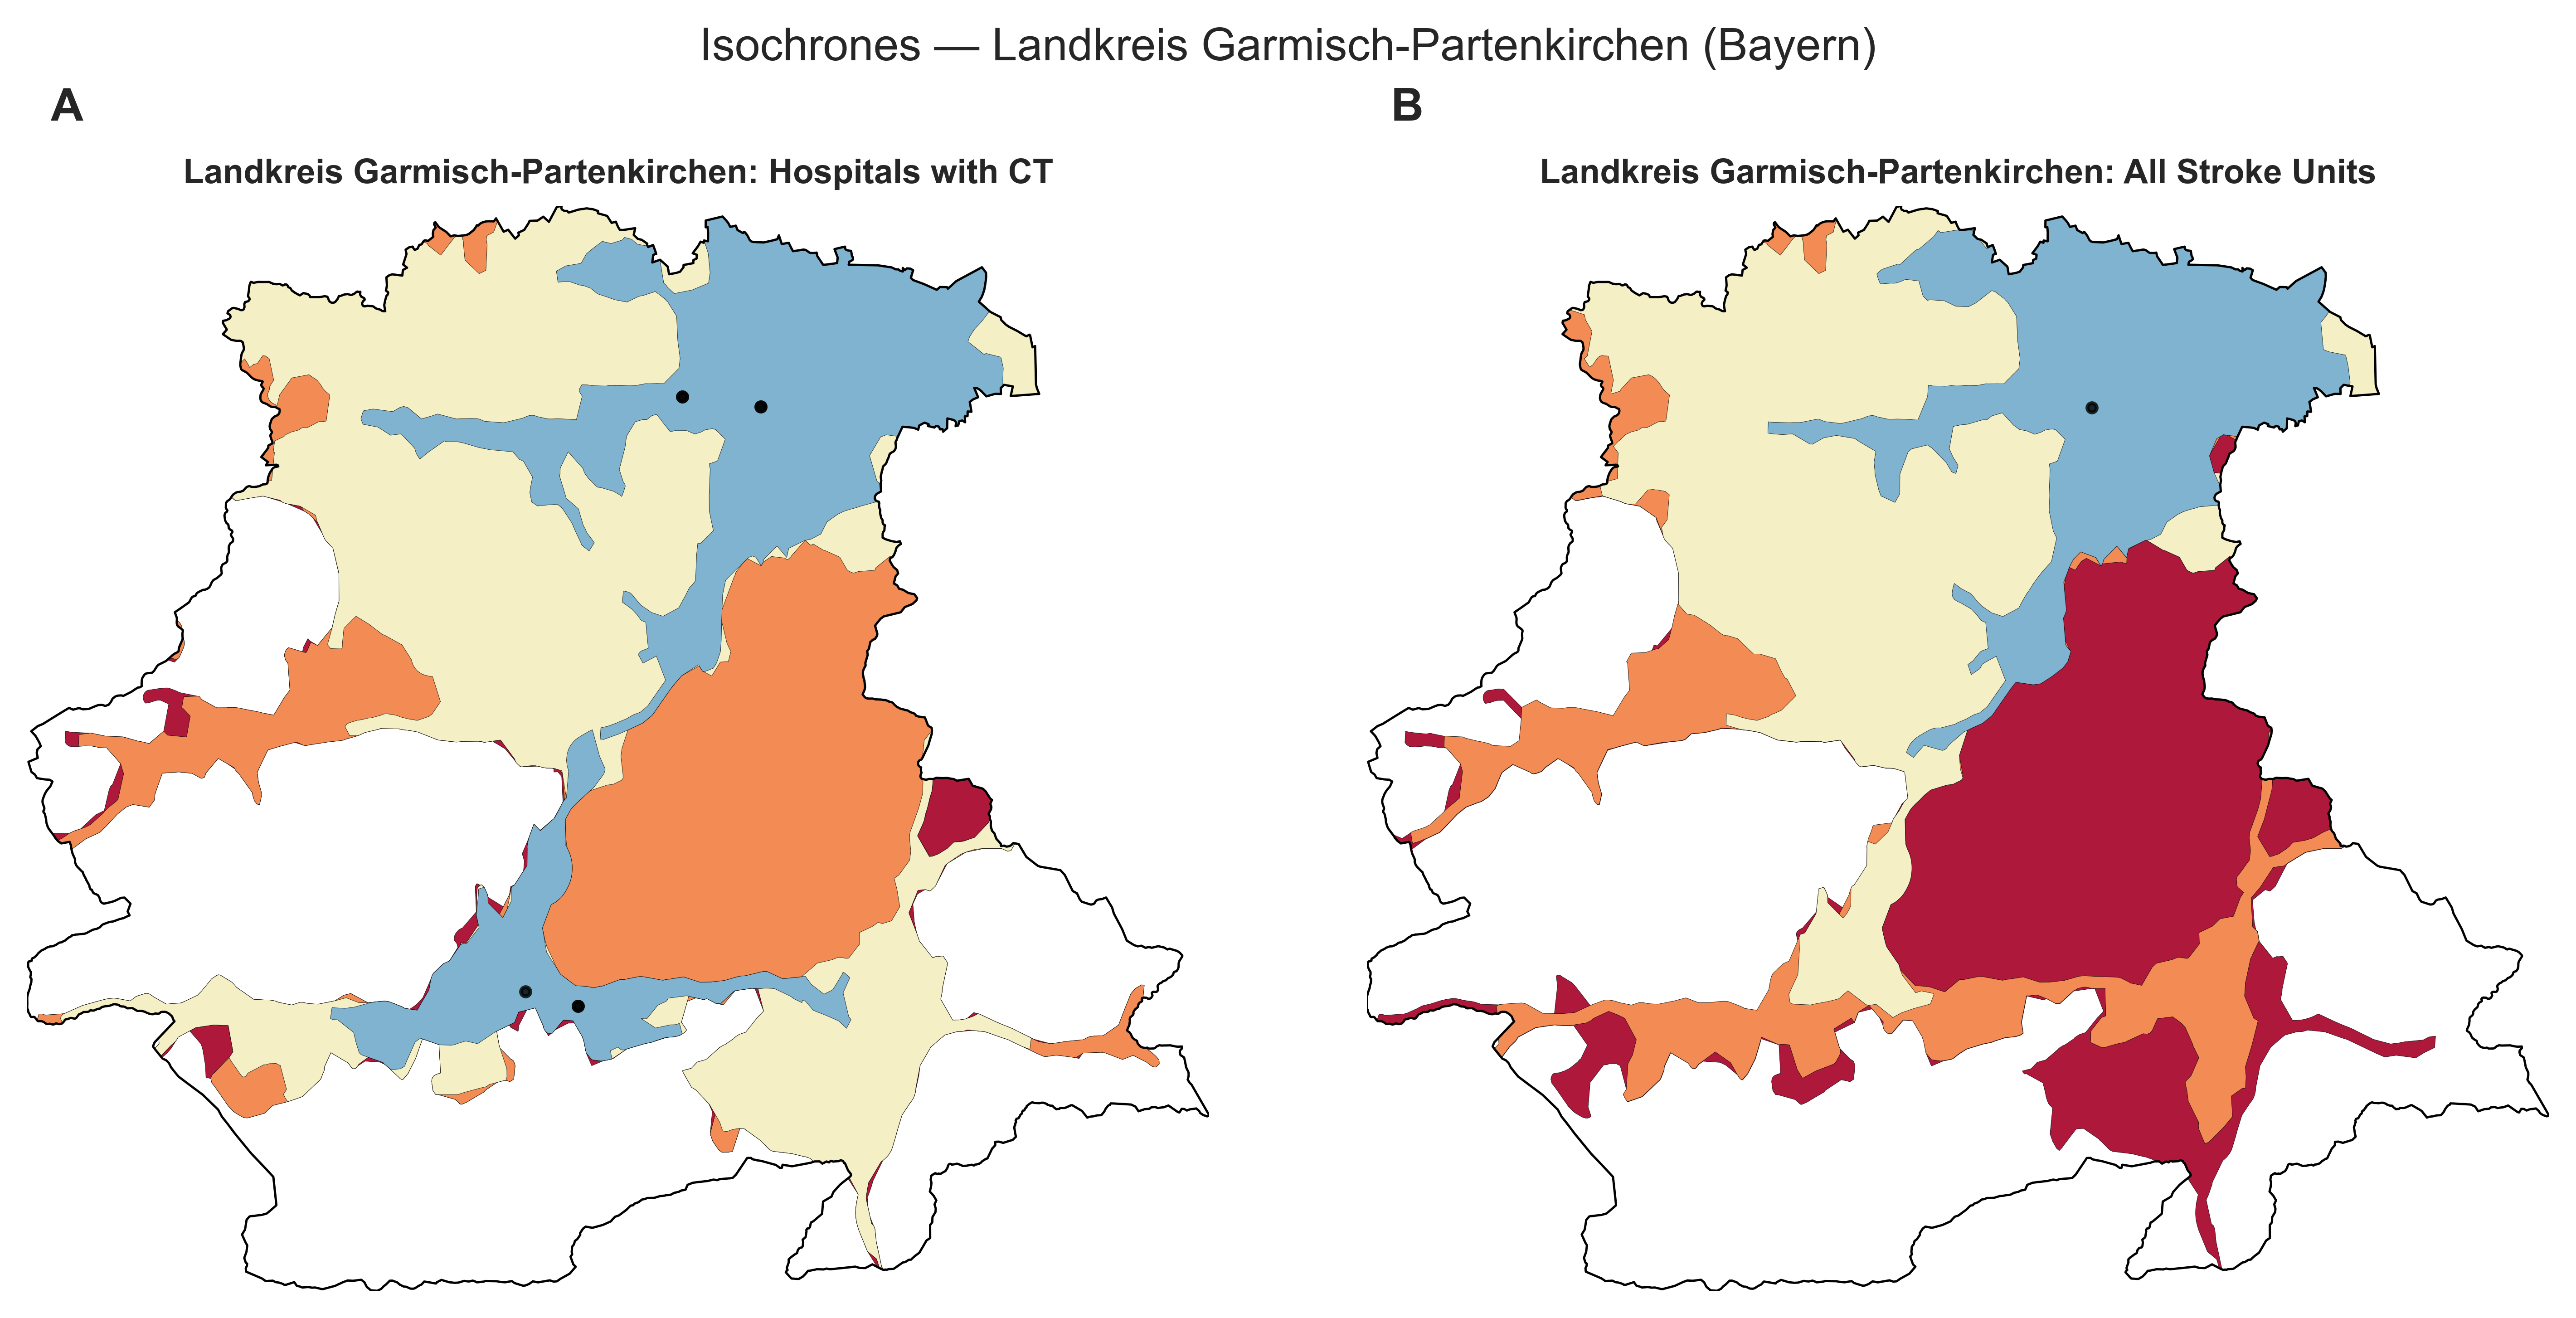 Isochrones — Landkreis Garmisch-Partenkirchen (Bayern)
A
B
Landkreis Garmisch-Partenkirchen: Hospitals with CT
Landkreis Garmisch-Partenkirchen: All Stroke Units